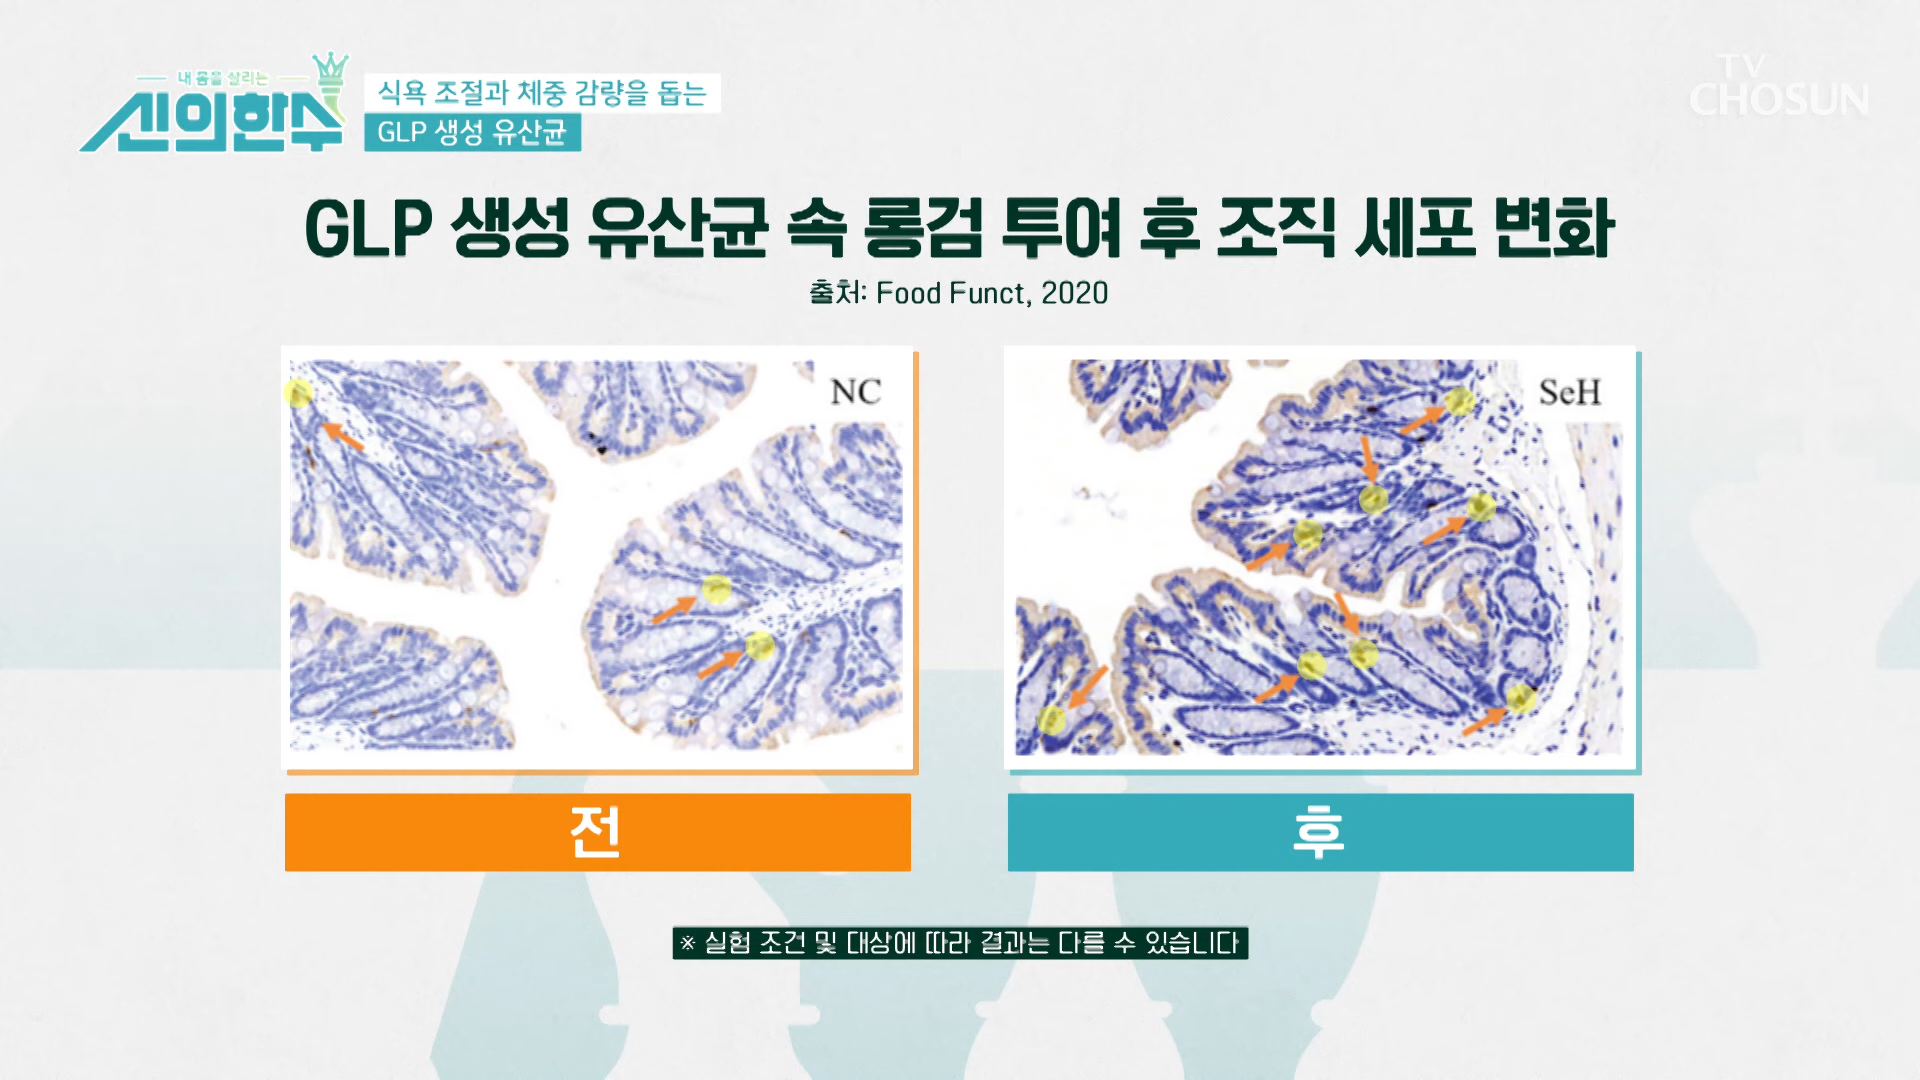 내 몸을 살리는
신의한수
식욕 조절과 체중 감량을 돕는
GLP 생성 유산균
TV
CHOSUN
GLP 생성 유산균 속 롱검 투여 후 조직 세포 변화
출처: Food Funct, 2020
NC
SeH
전
후
※ 실험 조건 및 대상에 따라 결과는 다를 수 있습니다